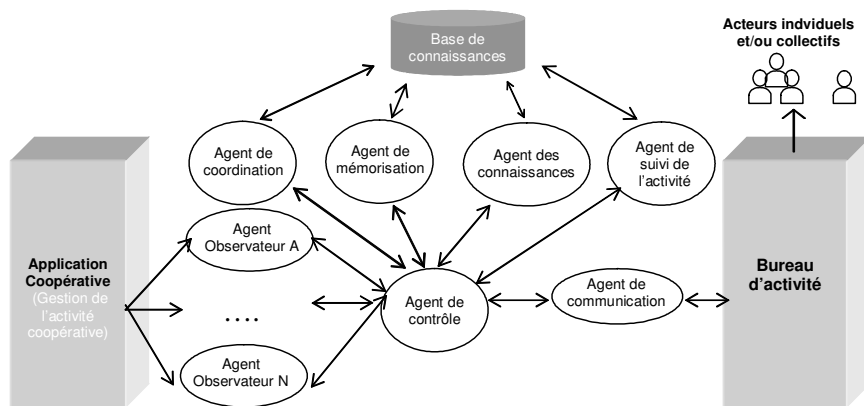 Base de
connaissances
Acteurs indviduels
et/ou collectifs
Agent de
coordination
Agent de
mémorisation
Agent des
connaissances
Agent de
suivi de
l'activité
Agent
Observateur A
Application
Coopérative
(Gestion de
l'activité
coopérative)
....
Agent de
contrôle
Agent de
communication
Bureau
d'activité
Agent
Observateur N